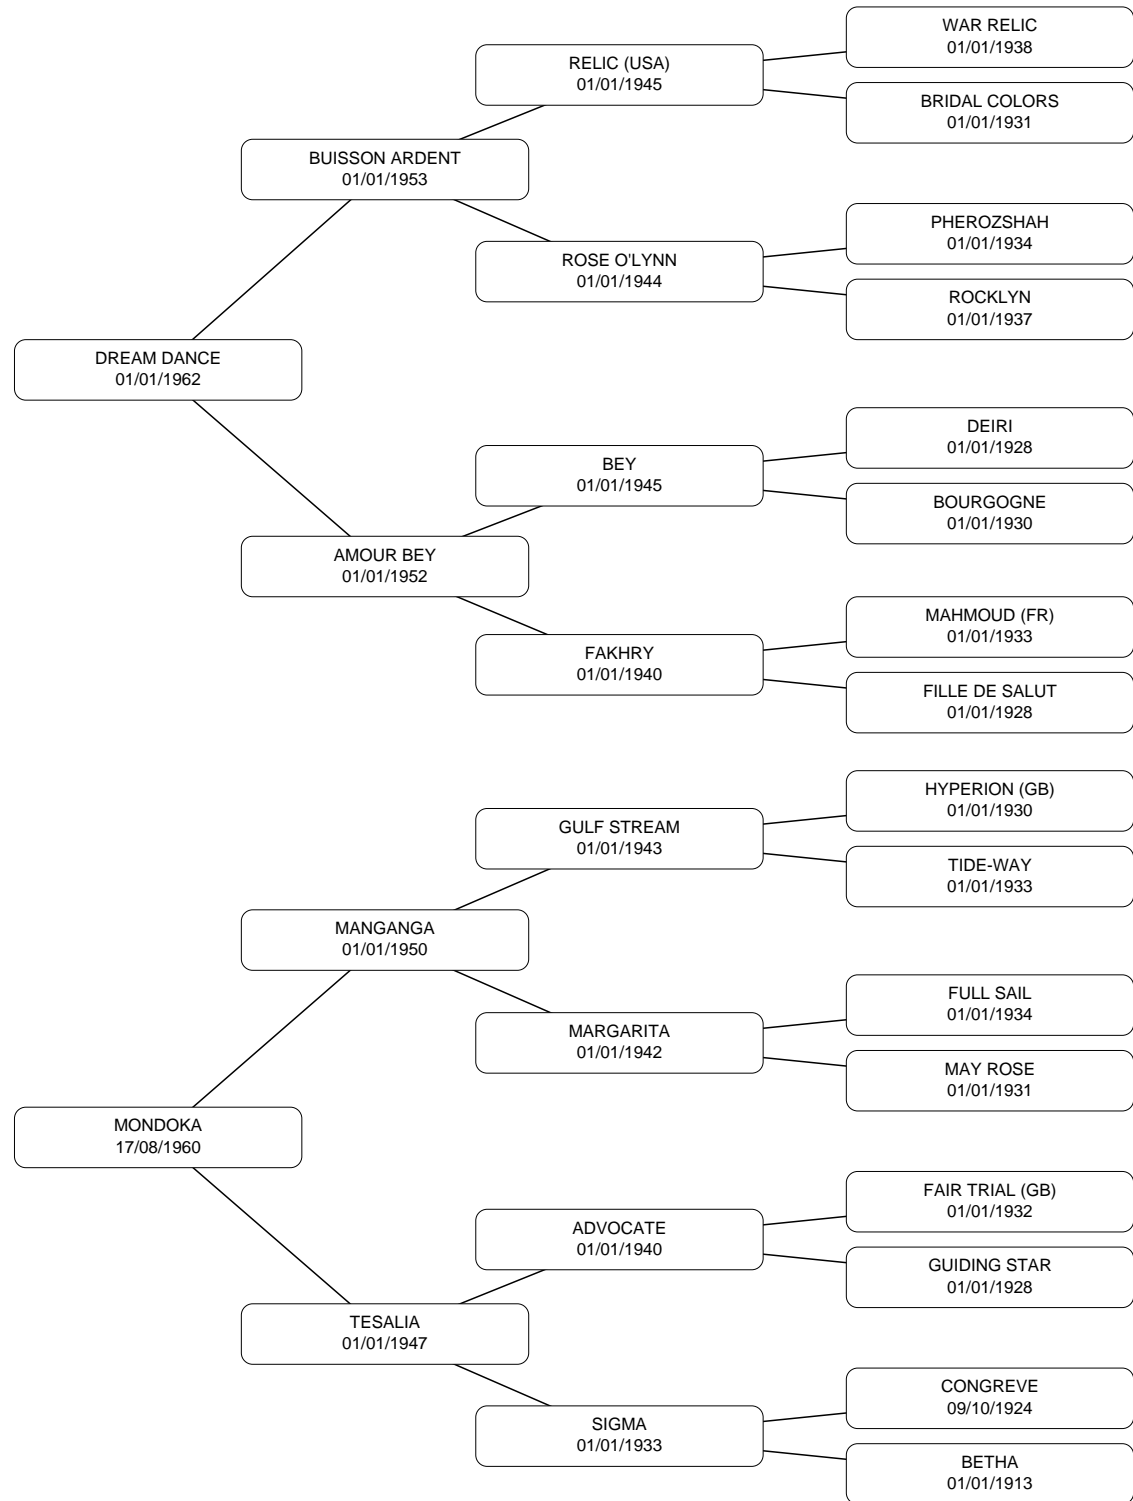 WAR RELIC
01/01/1938
RELIC (USA)
01/01/1945
BRIDAL COLORS
01/01/1931
BUISSON ARDENT
01/01/1953
PHEROZSHAH
01/01/1934
ROSE O'LYNN
01/01/1944
ROCKLYN
01/01/1937
DREAM DANCE
01/01/1962
DEIRI
01/01/1928
BEY
01/01/1945
BOURGOGNE
01/01/1930
AMOUR BEY
01/01/1952
MAHMOUD (FR)
01/01/1933
FAKHRY
01/01/1940
FILLE DE SALUT
01/01/1928
HYPERION (GB)
01/01/1930
GULF STREAM
01/01/1943
TIDE-WAY
01/01/1933
MANGANGA
01/01/1950
FULL SAIL
01/01/1934
MARGARITA
01/01/1942
MAY ROSE
01/01/1931
MONDOKA
17/08/1960
FAIR TRIAL (GB)
01/01/1932
ADVOCATE
01/01/1940
GUIDING STAR
01/01/1928
TESALIA
01/01/1947
CONGREVE
09/10/1924
SIGMA
01/01/1933
BETHA
01/01/1913